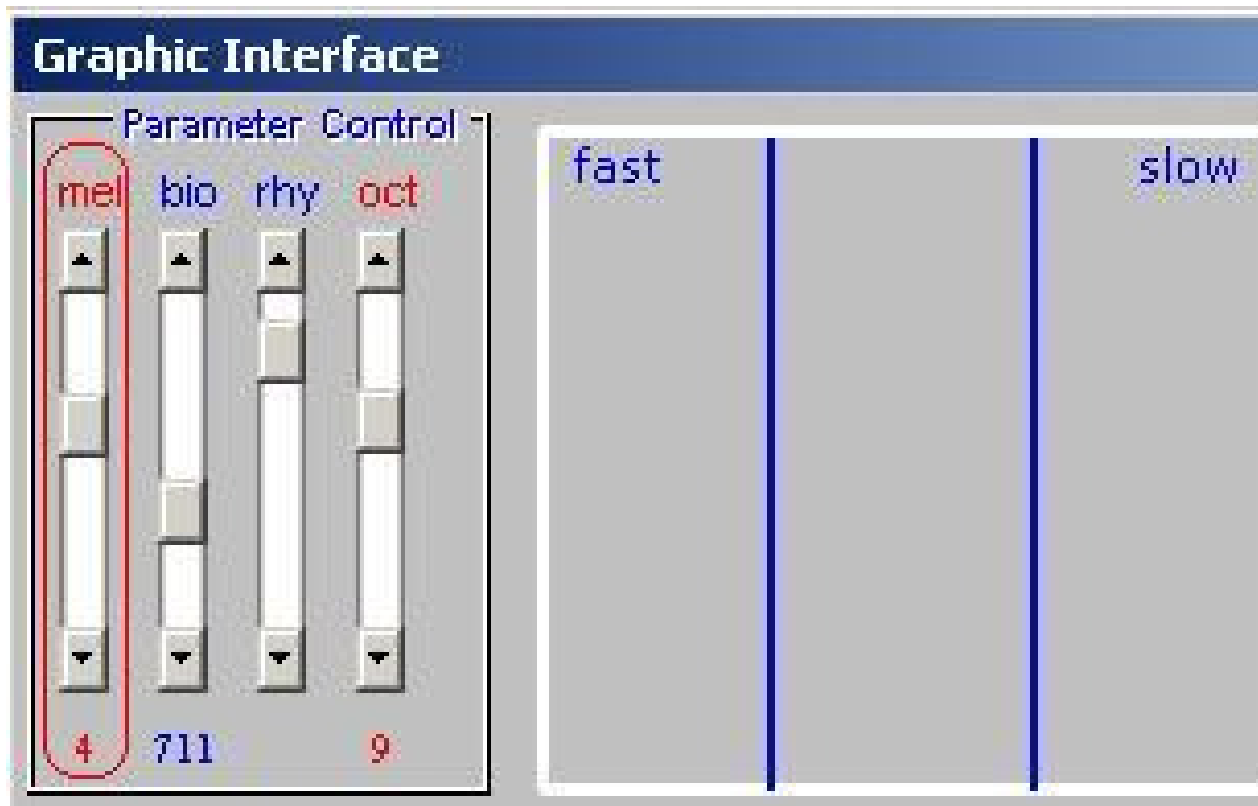 Graphic Interface
Parameter Control
mel bio rhy oct
4 711 9
fast slow